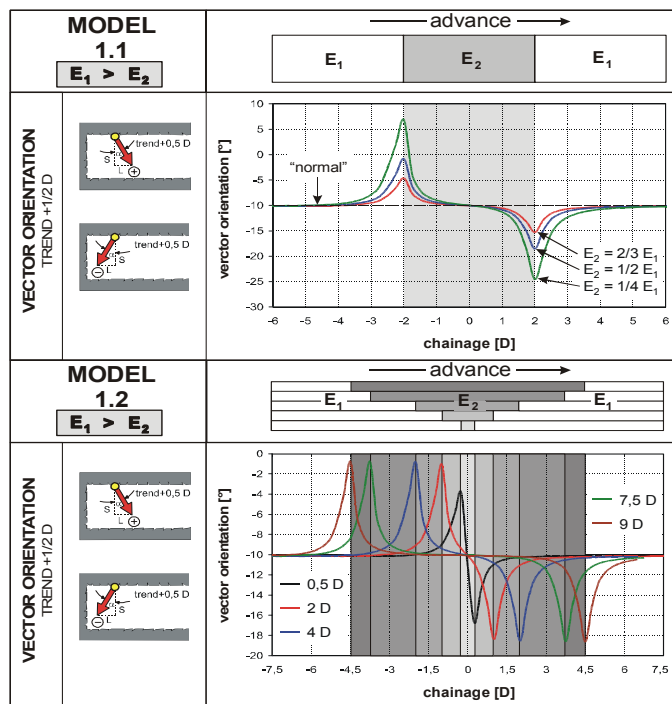 MODEL
1.1
E1 > E2
advance
E1 E2 E1
VECTOR ORIENTATION
TREND +1/2 D
trend+0,5 D
S
α
L
+
trend+0,5 D
α
S
L
−
verctor orientation [°]
10
5
0
-5
-10
-15
-20
-25
-30
"normal"
E2 = 2/3 E1
E2 = 1/2 E1
E2 = 1/4 E1
-6 -5 -4 -3 -2 -1 0 1 2 3 4 5 6
chainage [D]
MODEL
1.2
E1 > E2
advance
E1 E2 E1
VECTOR ORIENTATION
TREND +1/2 D
trend+0,5 D
S
α
L
+
trend+0,5 D
α
S
L
−
vector orientation [°]
0
-2
-4
-6
-8
-10
-12
-14
-16
-18
-20
7,5 D
9 D
0,5 D
2 D
4 D
-7,5 -6 -4,5 -3 -1,5 0 1,5 3 4,5 6 7,5
chainage [D]